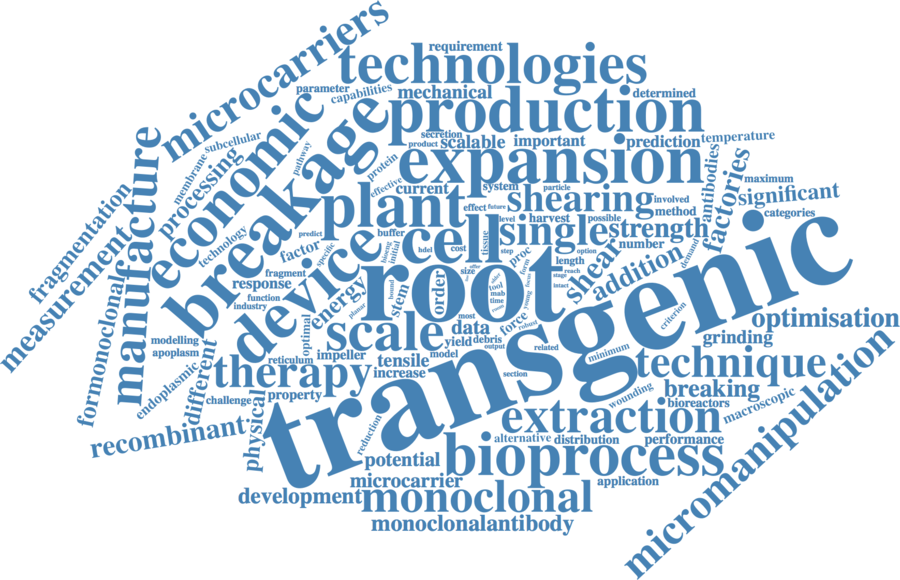 requirement
technologies
microcarriers
parameter
capabilities
mechanical
determined
production
economic
breakage
secretion
product
scalable
important
prediction
temperature
subcellular
membrane
processing
pathway
protein
expansion
manufacture
effective
current
system
particle
shearing
involved
method
antibodies
factories
maximum
significant
categories
fragmentation
measurement
plant
effect
future
level
harvest
possible
single
strength
number
technology
factor
predict
specific
buffer
initial
cell
hdel
cost
tissue
step
option
shear
addition
demand
device
fragment
response
function
industry
energy
root
size
proc
form
length
reach
stage
intact
formonoclonal
stem
bound
planar
order
tool
mab
time
force
robust
most
criterion
transgenic
optimisation
modelling
apoplasm
endoplasmic
different
reticulum
optimal
impeller
scale
data
yield
debris
output
related
grinding
model
tensile
increase
minimum
technique
therapy
property
challenge
section
wounding
breaking
bioreactors
macroscopic
micromanipulation
recombinant
physical
reduction
extraction
alternative
distribution
performance
potential
bioprocess
microcarrier
application
development
monoclonal
monoclonalantibody